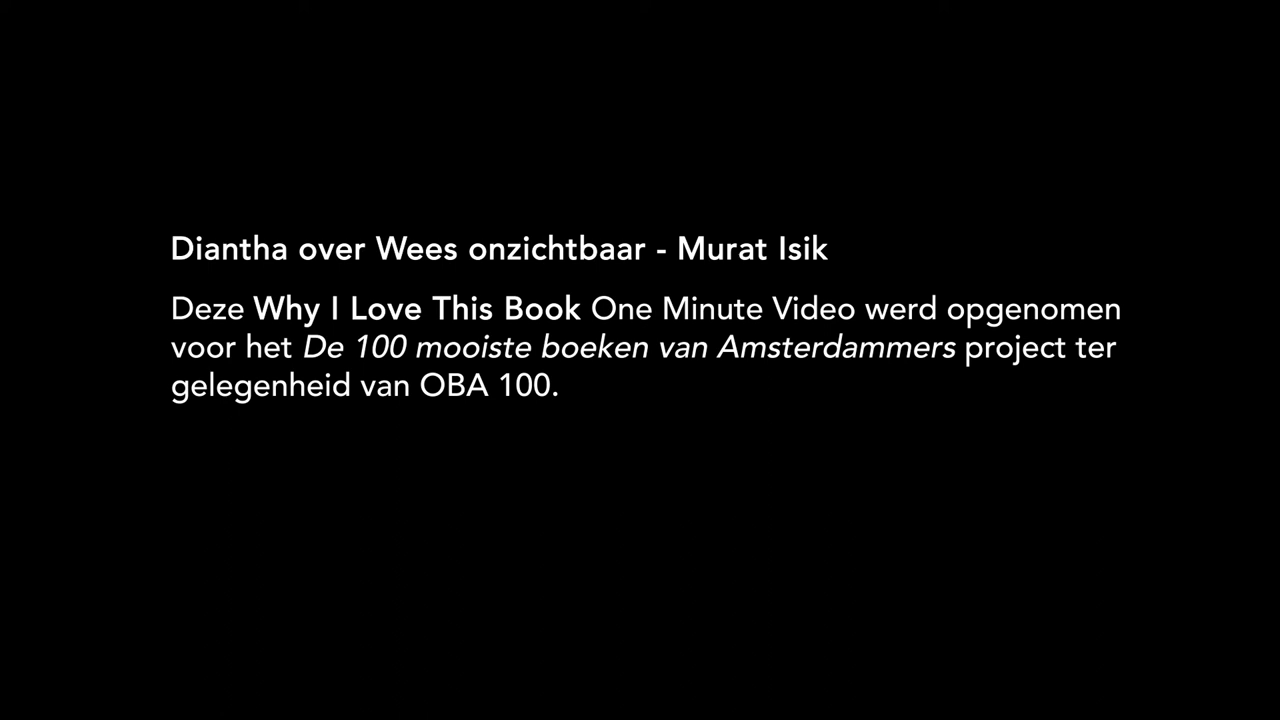 Diantha over Wees onzichtbaar - Murat Isik
Deze Why I Love This Book One Minute Video werd opgenomen
voor het De 100 mooiste boeken van Amsterdammers project ter
gelegenheid van OBA 100.